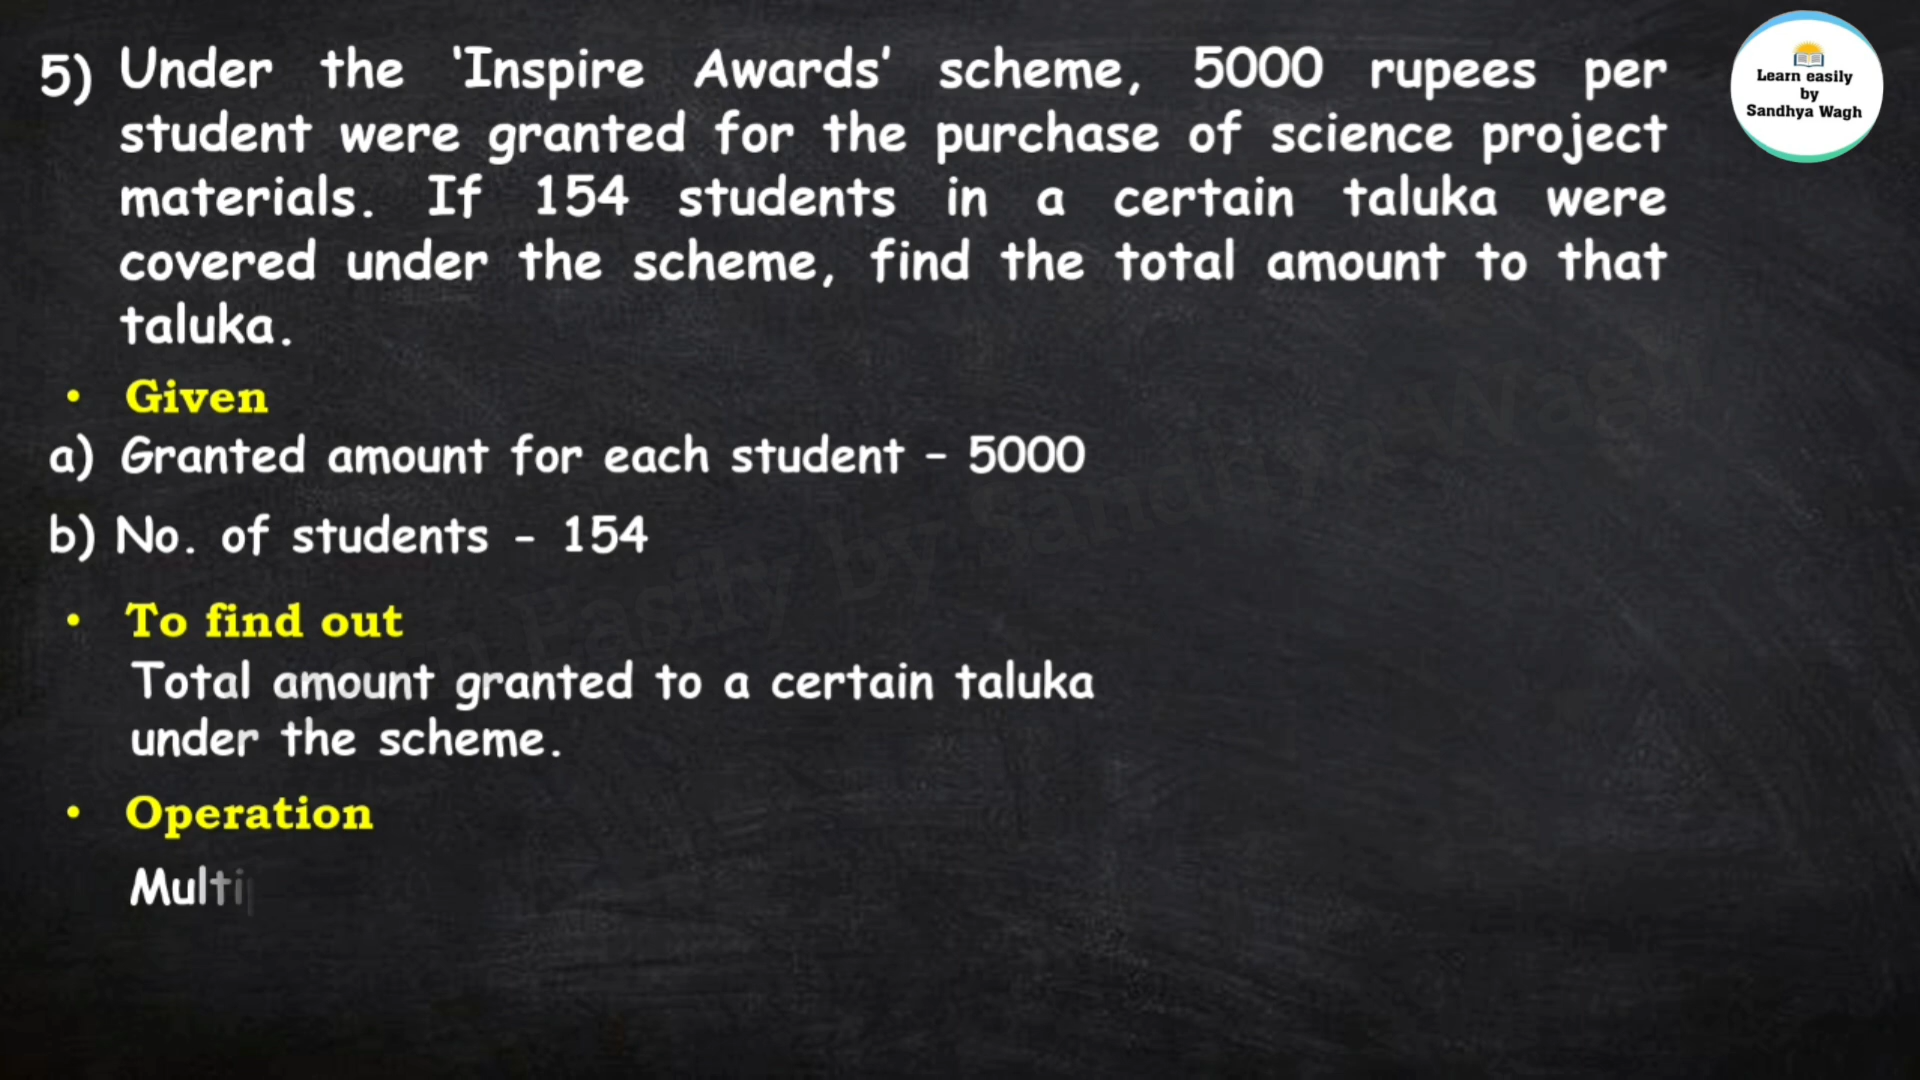 5) Under the ‘Inspire Awards’ scheme, 5000 rupees per
student were granted for the purchase of science project
materials. If 154 students in a certain taluka were
covered under the scheme, find the total amount to that
taluka.
• Given
a) Granted amount for each student – 5000
b) No. of students – 154
• To find out
Total amount granted to a certain taluka
under the scheme.
• Operation
Multi
Learn easily
by
Sandhya Wagh